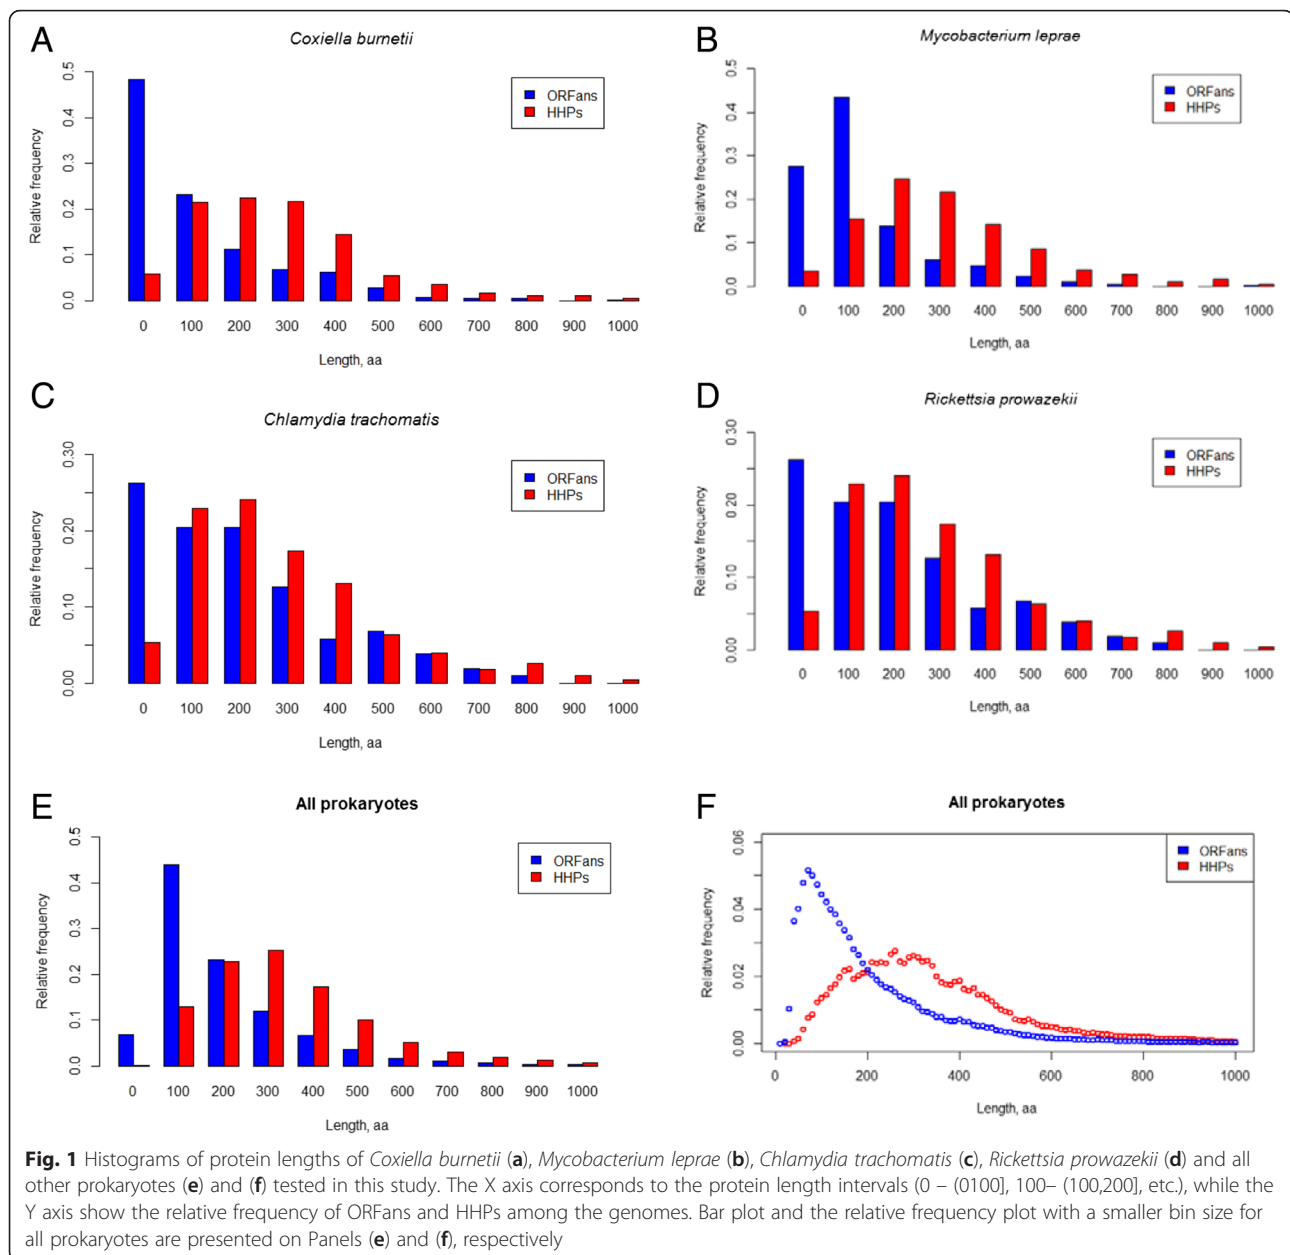 A
Coxiella burnetii
Relative frequency
0.0 0.1 0.2 0.3 0.4 0.5
ORFans
HHPs
0 100 200 300 400 500 600 700 800 900 1000
Length, aa
B
Mycobacterium leprae
Relative frequency
0.0 0.1 0.2 0.3 0.4 0.5
ORFans
HHPs
0 100 200 300 400 500 600 700 800 900 1000
Length, aa
C
Chlamydia trachomatis
Relative frequency
0.00 0.10 0.20 0.30
ORFans
HHPs
0 100 200 300 400 500 600 700 800 900 1000
Length, aa
D
Rickettsia prowazekii
Relative frequency
0.00 0.10 0.20 0.30
ORFans
HHPs
0 100 200 300 400 500 600 700 800 900 1000
Length, aa
E
All prokaryotes
Relative frequency
0.0 0.1 0.2 0.3 0.4 0.5
ORFans
HHPs
0 100 200 300 400 500 600 700 800 900 1000
Length, aa
F
All prokaryotes
Relative frequency
0.00 0.02 0.04 0.06
ORFans
HHPs
0 200 400 600 800 1000
Length, aa
Fig. 1 Histograms of protein lengths of Coxiella burnetii (a), Mycobacterium leprae (b), Chlamydia trachomatis (c), Rickettsia prowazekii (d) and all
other prokaryotes (e) and (f) tested in this study. The X axis corresponds to the protein length intervals (0 – (0100], 100– (100,200], etc.), while the
Y axis show the relative frequency of ORFans and HHPs among the genomes. Bar plot and the relative frequency plot with a smaller bin size for
all prokaryotes are presented on Panels (e) and (f), respectively